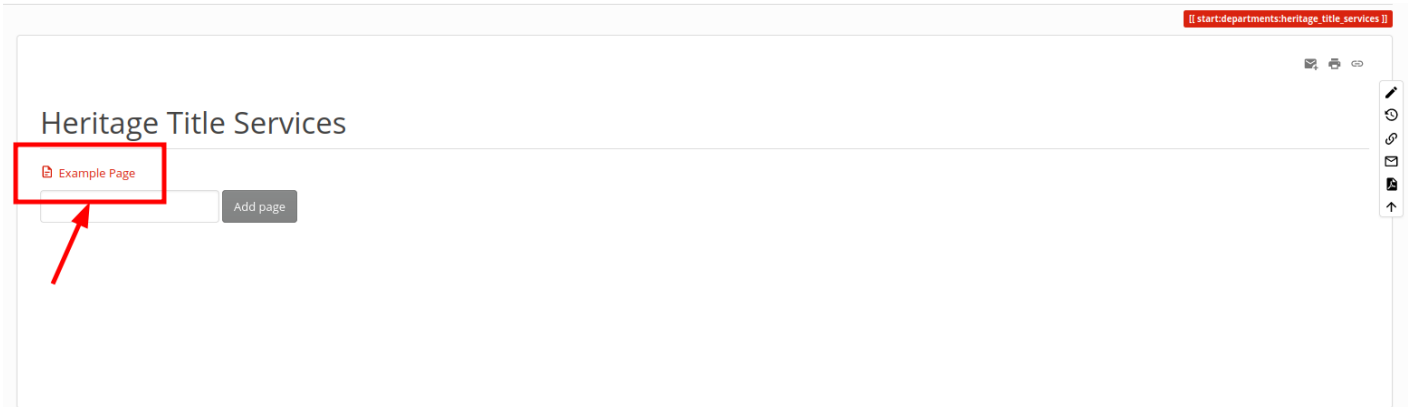 [[ start:departments:heritage_title_services ]]
Heritage Title Services
Example Page
Add page